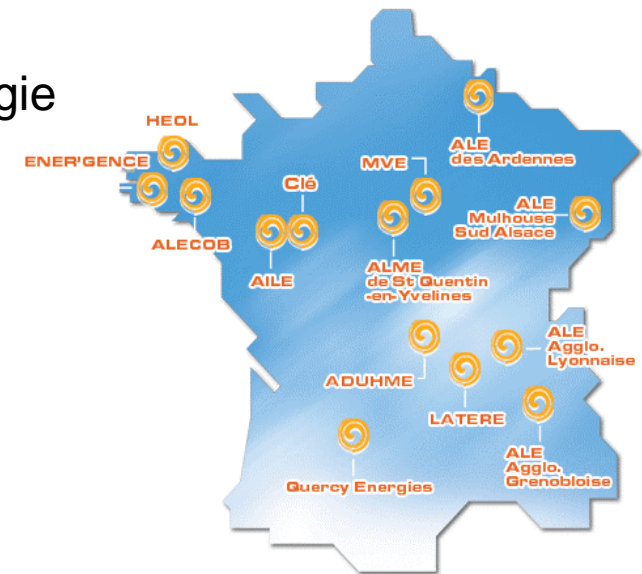 gie
HEOL
ENER'GENCE
ALECOB
Clé
AILE
MVE
ALME
de St Quentin
-en-Yvelines
ALE
des Ardennes
ALE
Mulhouse
Sud Alsace
ADUHME
LATERE
ALE
Agglo.
Lyonnaise
ALE
Agglo.
Grenobloise
Quercy Energies